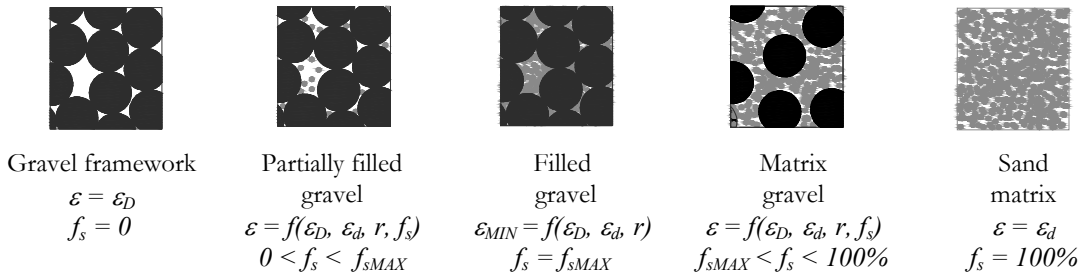 Gravel framework
ε = ε_D
f_s = 0
Partially filled
gravel
ε = f(ε_D, ε_d, r, f_s)
0 < f_s < f_sMAX
Filled
gravel
ε_MIN = f(ε_D, ε_d, r)
f_s = f_sMAX
Matrix
gravel
ε = f(ε_D, ε_d, r, f_s)
f_sMAX < f_s < 100%
Sand
matrix
ε = ε_d
f_s = 100%